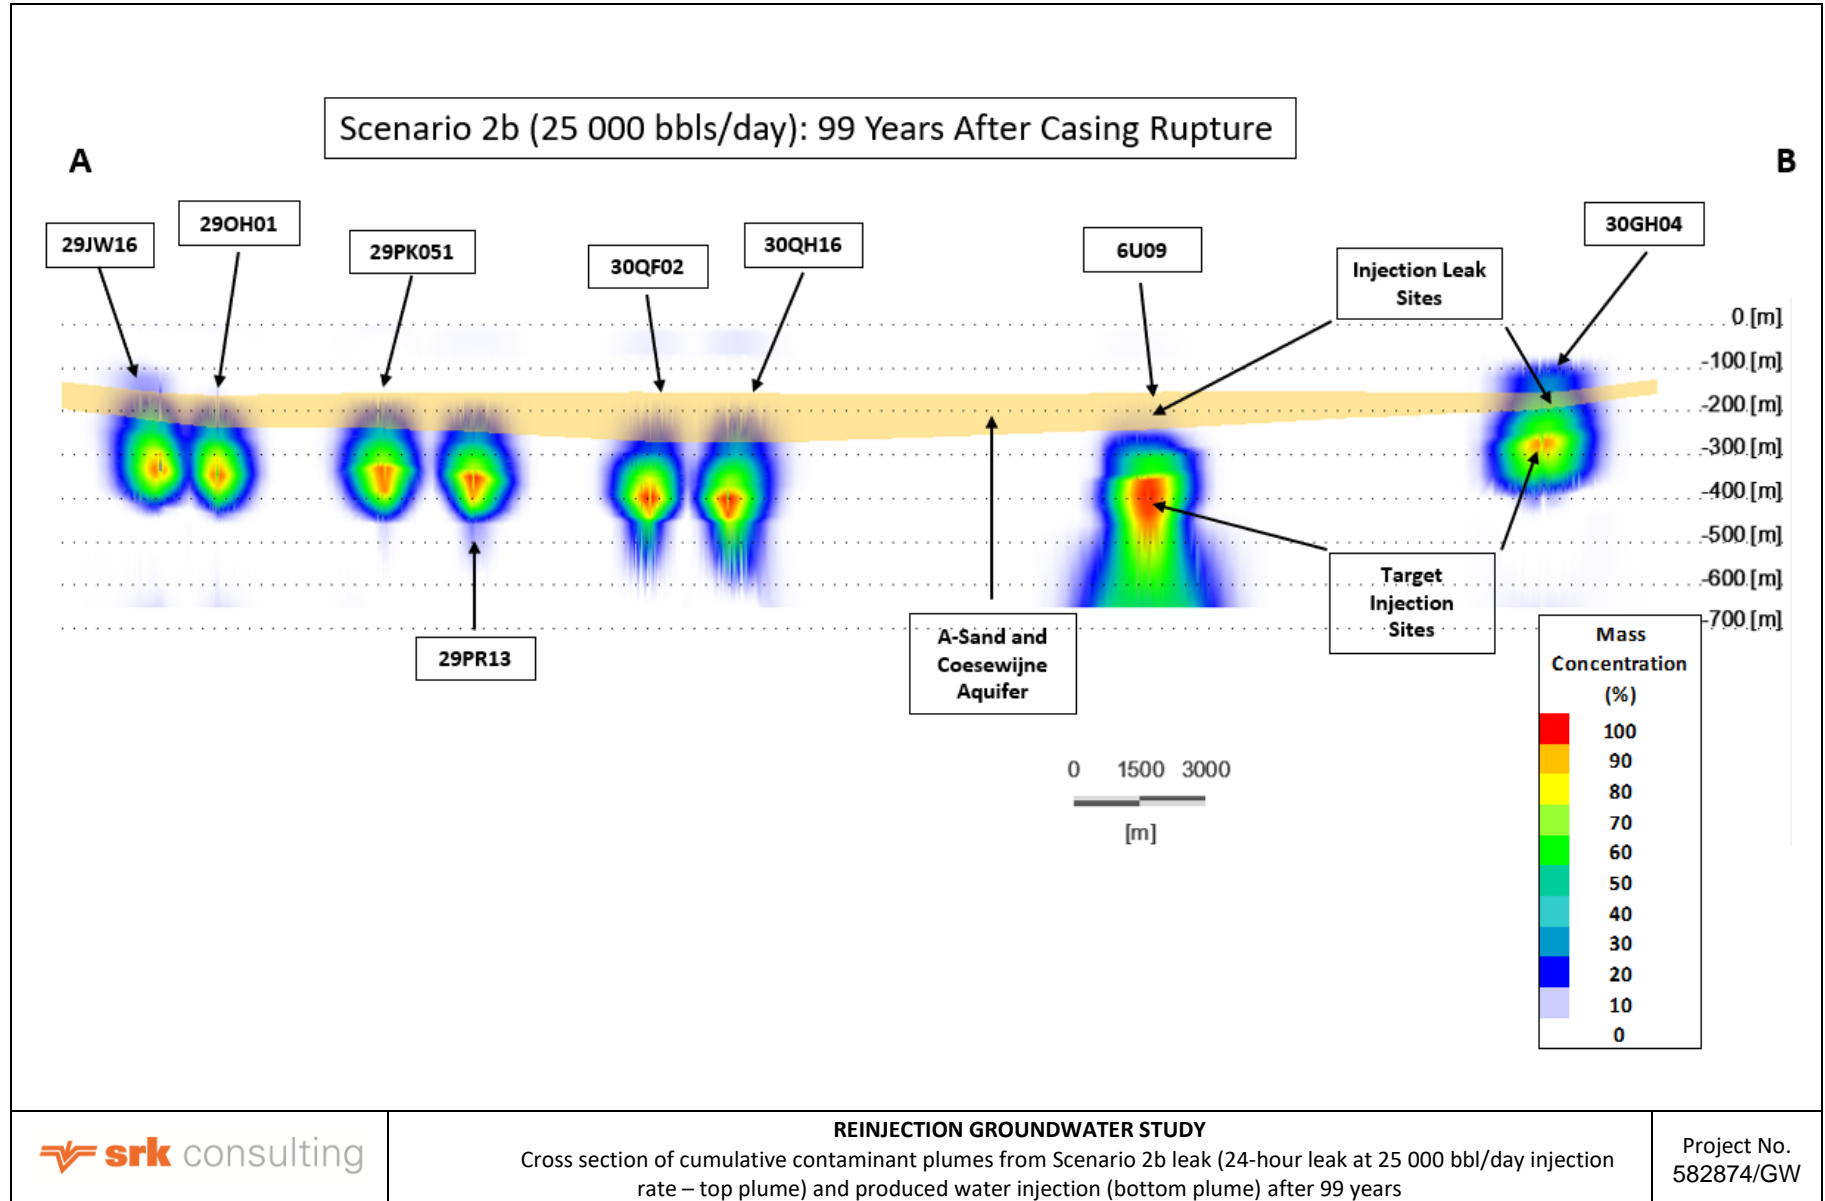 Scenario 2b (25 000 bbls/day): 99 Years After Casing Rupture
A
B
29JW16
29OH01
29PK051
30QF02
30QH16
6U09
Injection Leak
Sites
30GH04
0 [m]
-100 [m]
-200 [m]
-300 [m]
-400 [m]
-500 [m]
-600 [m]
-700 [m]
29PR13
A-Sand and
Coesewijne
Aquifer
Target
Injection
Sites
0 1500 3000
[m]
Mass
Concentration
(%)
100
90
80
70
60
50
40
30
20
10
0
srk consulting
REINJECTION GROUNDWATER STUDY
Cross section of cumulative contaminant plumes from Scenario 2b leak (24-hour leak at 25 000 bbl/day injection
rate – top plume) and produced water injection (bottom plume) after 99 years
Project No.
582874/GW